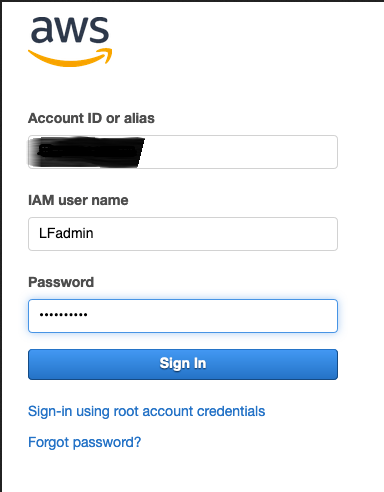 aws
Account ID or alias
IAM user name
LFadmin
Password
••••••••••
Sign In
Sign-in using root account credentials
Forgot password?